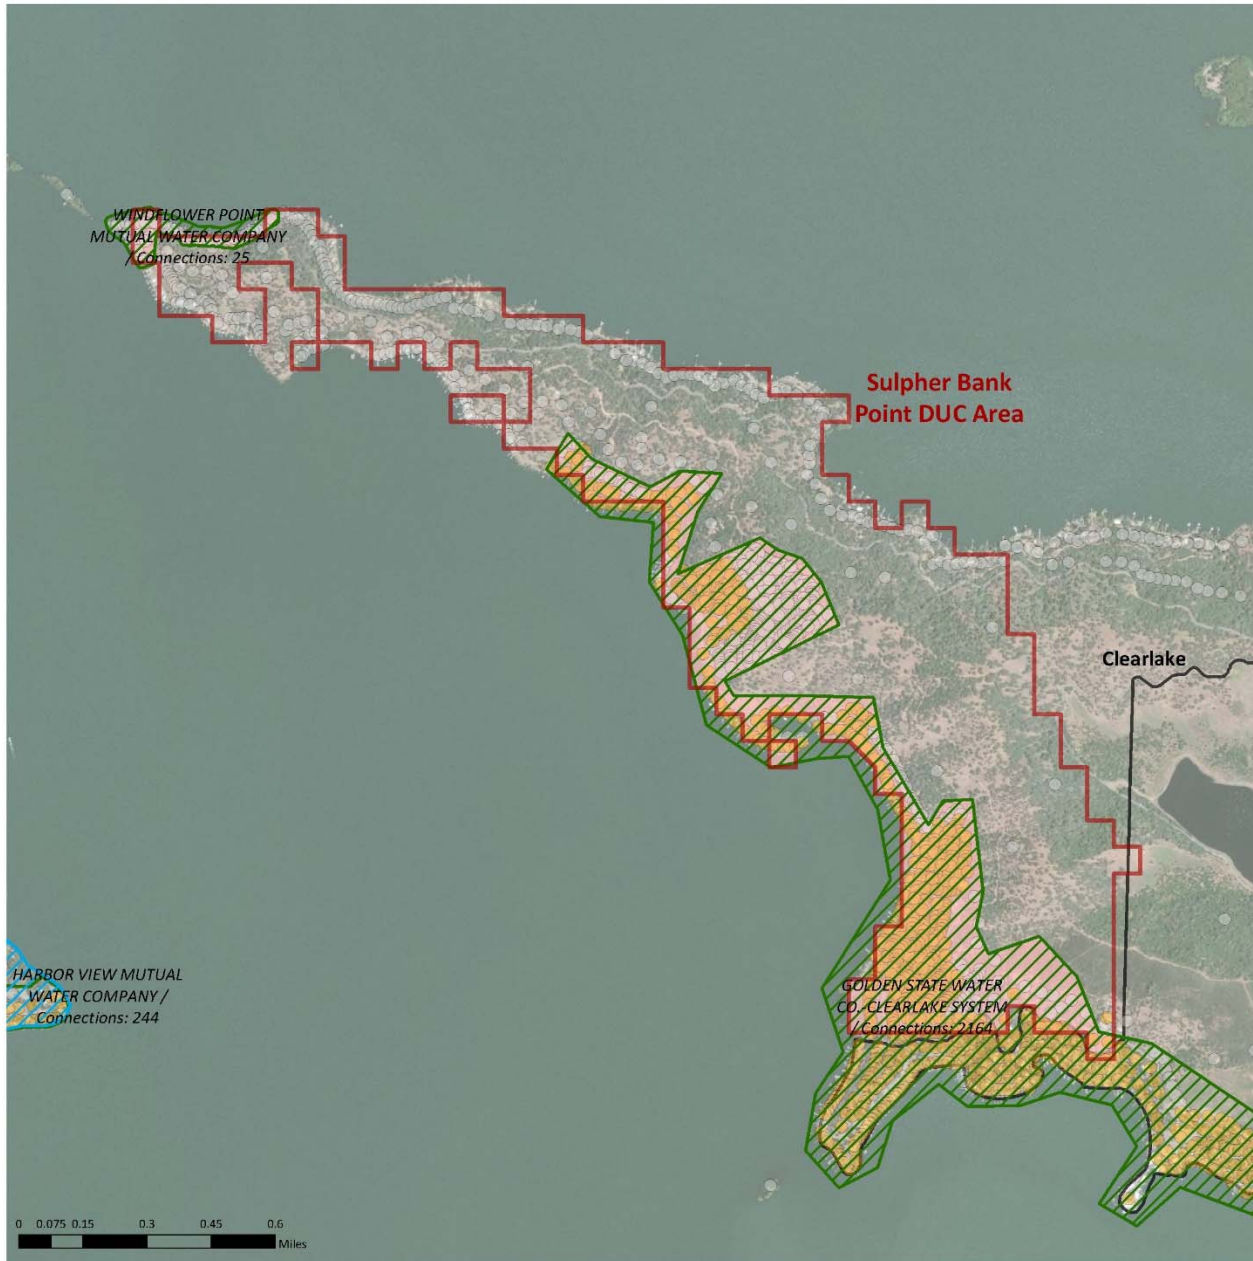 WINDFLOWER POINT
MUTUAL WATER COMPANY
/ Connections: 25
Sulpher Bank
Point DUC Area
Clearlake
HARBOR VIEW MUTUAL
WATER COMPANY /
Connections: 244
GOLDEN STATE WATER
CO.-CLEARLAKE SYSTEM
/ Connections: 2164
0 0.075 0.15 0.3 0.45 0.6
Miles